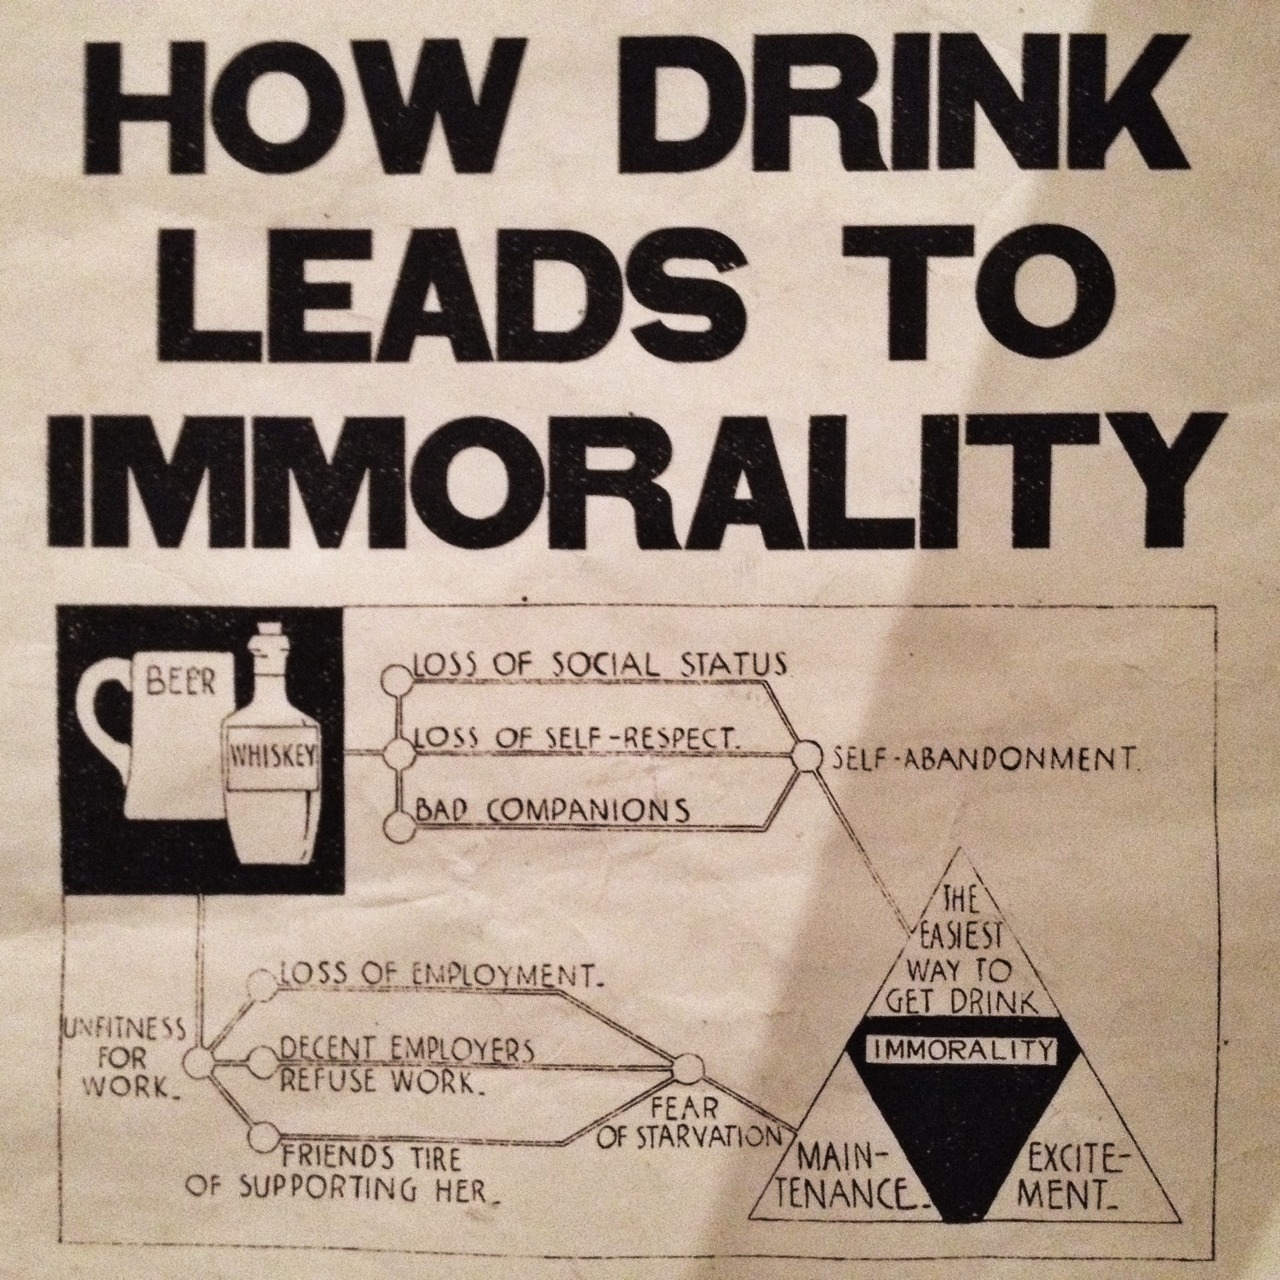 HOW DRINK
LEADS TO
IMMORALITY
BEER
WHISKEY
LOSS OF SOCIAL STATUS
LOSS OF SELF-RESPECT.
BAD COMPANIONS
SELF-ABANDONMENT.
UNFITNESS
FOR
WORK.
LOSS OF EMPLOYMENT.
DECENT EMPLOYERS
REFUSE WORK.
FRIENDS TIRE
OF SUPPORTING HER.
FEAR
OF STARVATION
THE
EASIEST
WAY TO
GET DRINK
IMMORALITY
MAIN-
TENANCE.
EXCITE-
MENT.